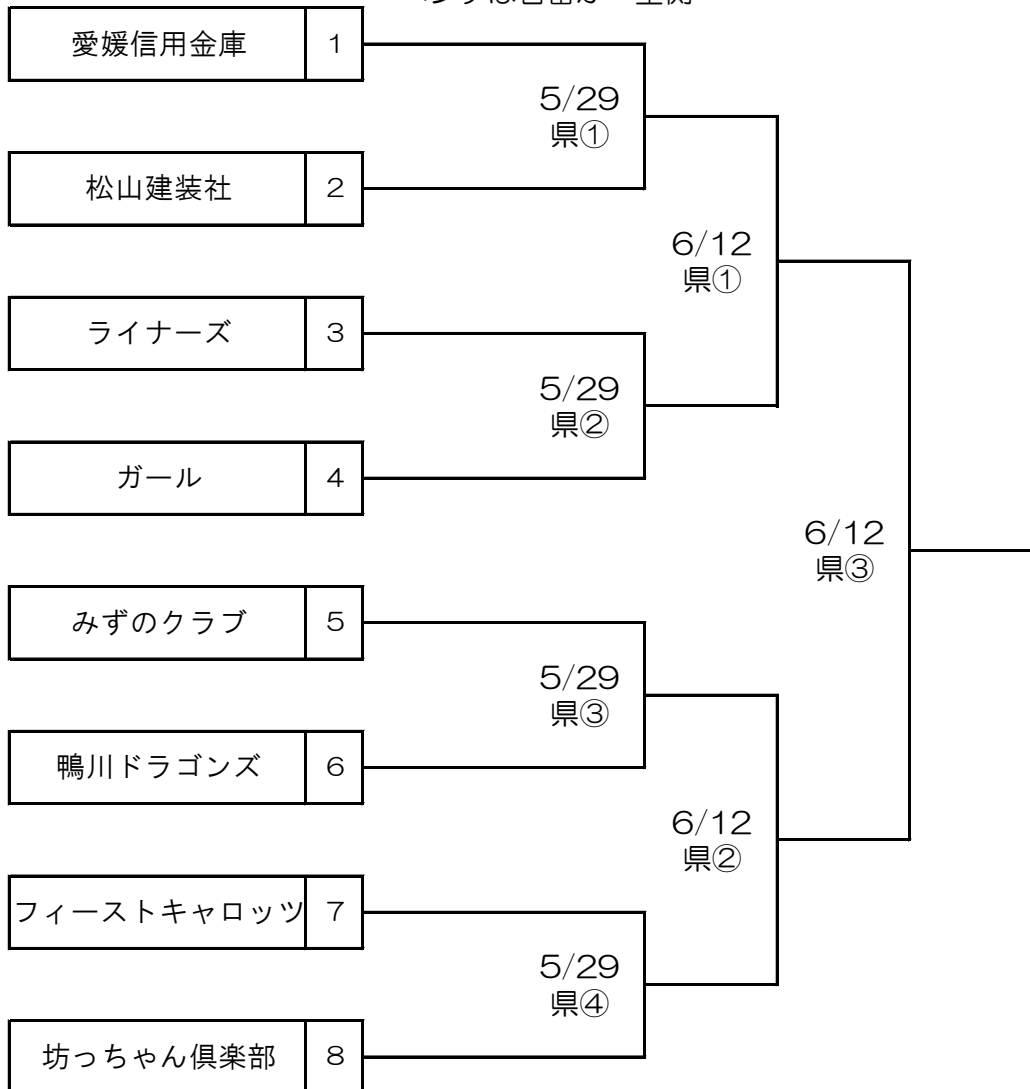 愛媛信用金庫 1
5/29
県①
松山建装社 2
6/12
県①
ライナーズ 3
5/29
県②
ガール 4
6/12
県③
みずのクラブ 5
5/29
県③
鴨川ドラゴンズ 6
6/12
県②
フィーストキャロッツ 7
5/29
県④
坊っちゃん倶楽部 8